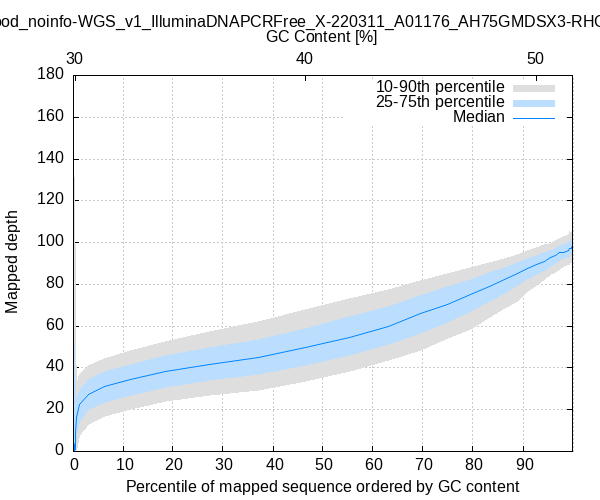 ood_noinfo-WGS_v1_IlluminaDNAPCRFree_X-220311_A01176_AH75GMDSX3-RHG
GC Content [%]
30 40 50
180
160
140
120
100
80
60
40
20
0
Mapped depth
10-90th percentile
25-75th percentile
Median
0 10 20 30 40 50 60 70 80 90
Percentile of mapped sequence ordered by GC content